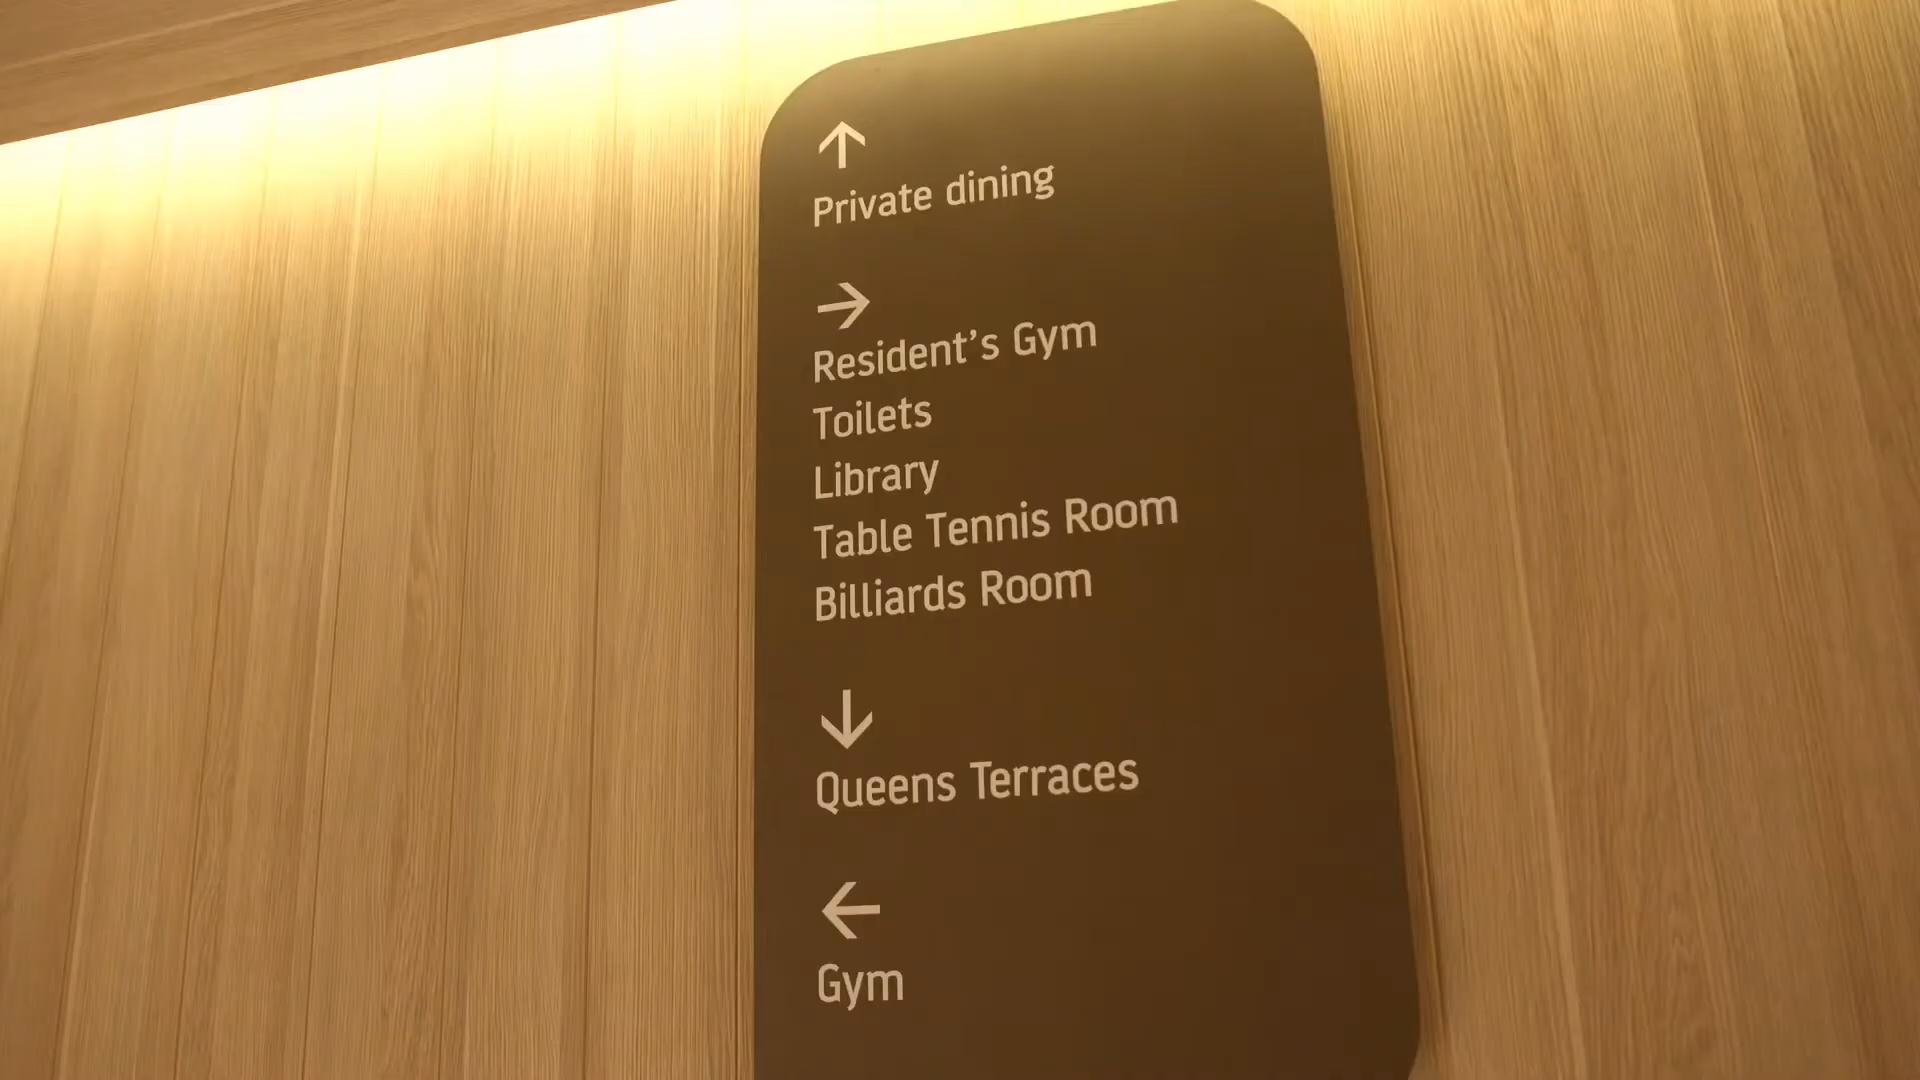 ↑
Private dining
→
Resident’s Gym
Toilets
Library
Table Tennis Room
Billiards Room
↓
Queens Terraces
←
Gym